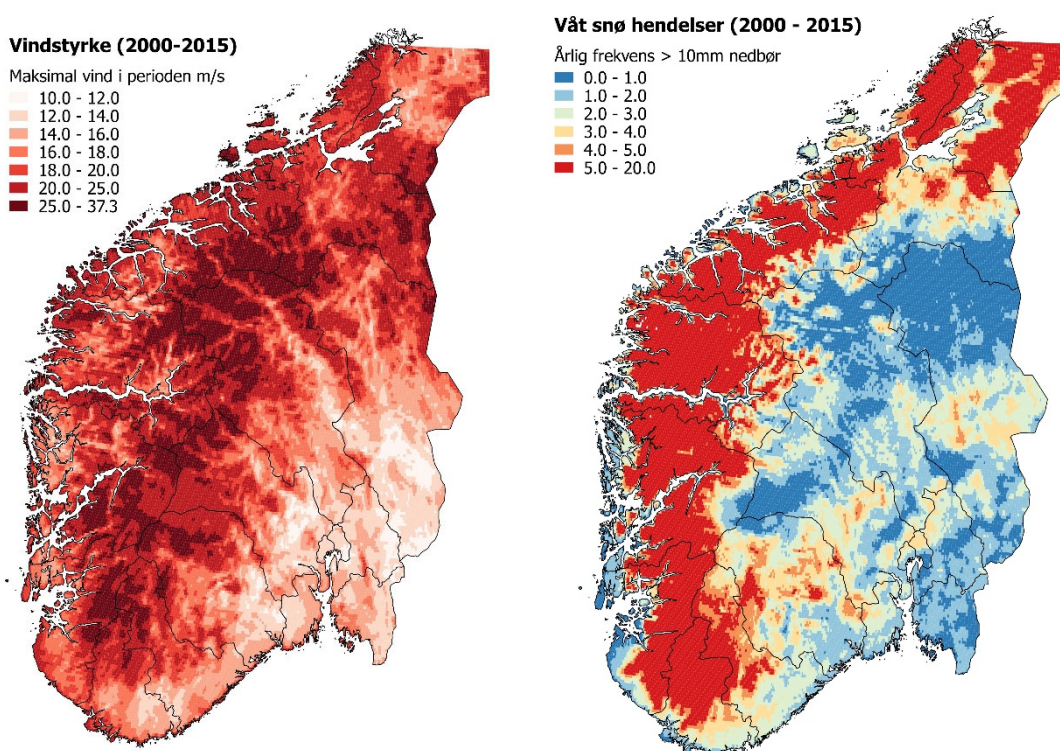 Vindstyrke (2000-2015)
Maksimal vind i perioden m/s
10.0 - 12.0
12.0 - 14.0
14.0 - 16.0
16.0 - 18.0
18.0 - 20.0
20.0 - 25.0
25.0 - 37.3
Våt snø hendelser (2000 - 2015)
Årlig frekvens > 10mm nedbør
0.0 - 1.0
1.0 - 2.0
2.0 - 3.0
3.0 - 4.0
4.0 - 5.0
5.0 - 20.0